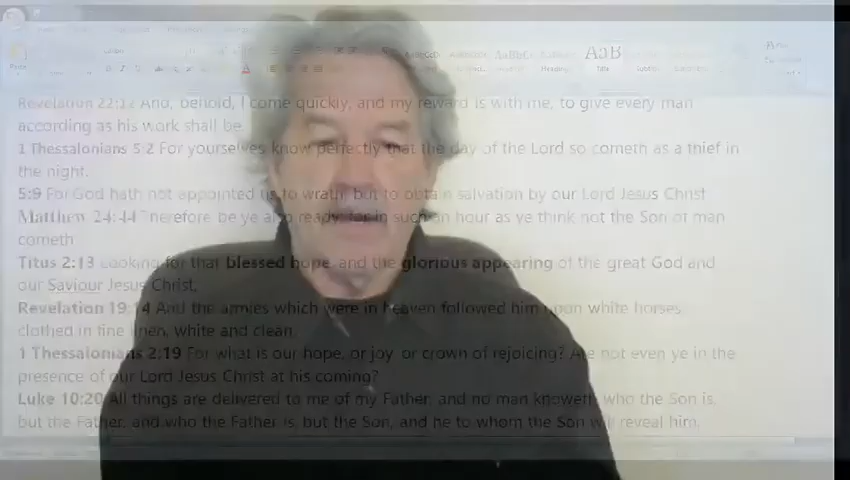 Revelation 22:12 And, behold, I come quickly, and my reward is with me, to give every man
according as his work shall be.
1 Thessalonians 5:2 For yourselves know perfectly that the day of the Lord so cometh as a thief in
the night.
5:9 For God hath not appointed us to wrath, but to obtain salvation by our Lord Jesus Christ
Matthew 24:44 Therefore be ye also ready: for in such an hour as ye think not the Son of man
cometh
Titus 2:13 Looking for that blessed hope, and the glorious appearing of the great God and
our Saviour Jesus Christ,
Revelation 19:14 And the armies which were in heaven followed him upon white horses,
clothed in fine linen, white and clean.
1 Thessalonians 2:19 For what is our hope, or joy, or crown of rejoicing? Are not even ye in the
presence of our Lord Jesus Christ at his coming?
Luke 10:20 All things are delivered to me of my Father: and no man knoweth who the Son is,
but the Father; and who the Father is, but the Son, and he to whom the Son will reveal him.